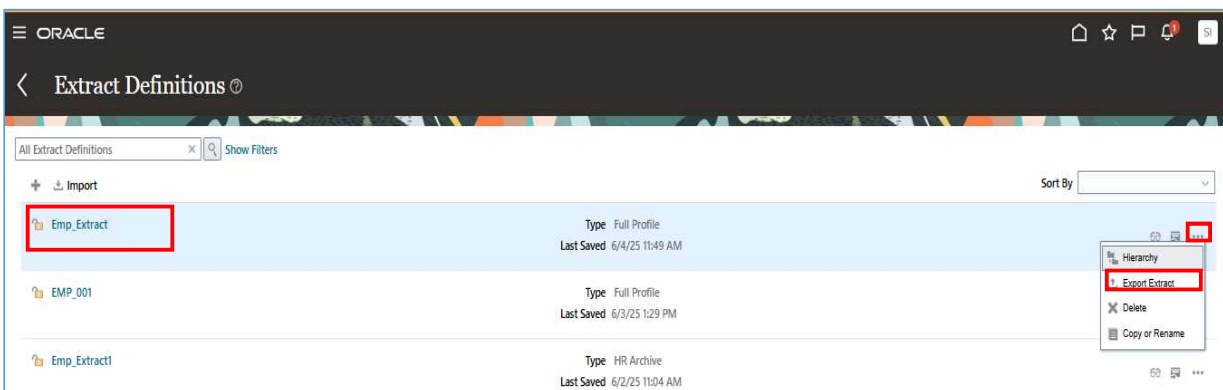 ORACLE
1
SI
Extract Definitions
All Extract Definitions
Show Filters
Import
Sort By
Emp_Extract
Type Full Profile
Last Saved 6/4/25 11:49 AM
Hierarchy
Export Extract
Delete
Copy or Rename
EMP_001
Type Full Profile
Last Saved 6/3/25 1:29 PM
Emp_Extract1
Type HR Archive
Last Saved 6/2/25 11:04 AM